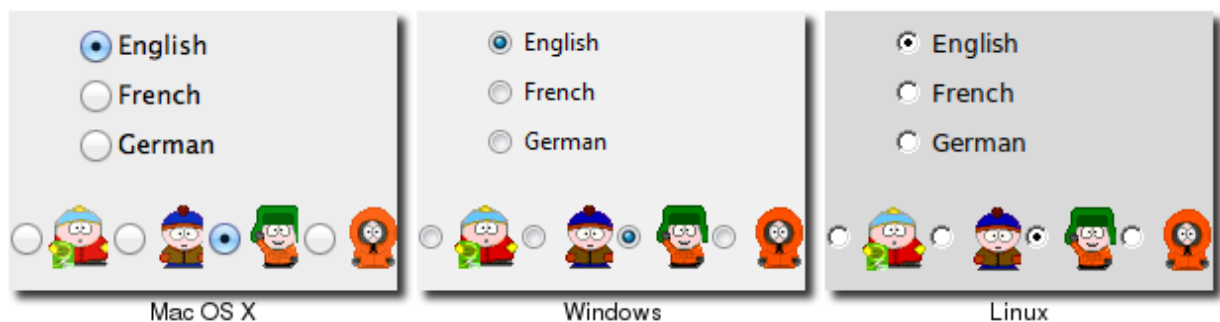 English
French
German
English
French
German
English
French
German
Mac OS X
Windows
Linux